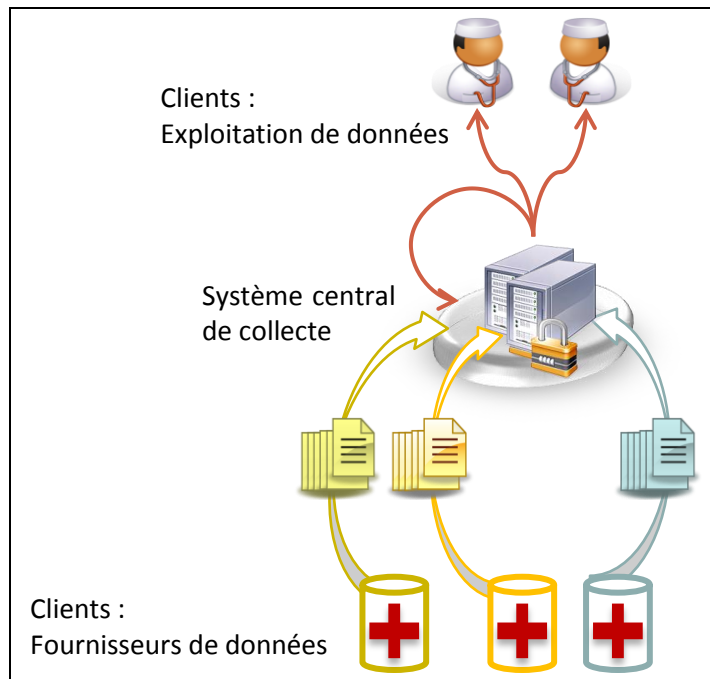 Clients :
Exploitation de données
Système central
de collecte
Clients :
Fournisseurs de données